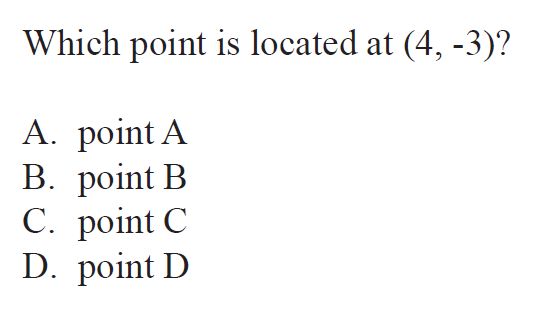 Which point is located at (4, -3)?
A. point A
B. point B
C. point C
D. point D